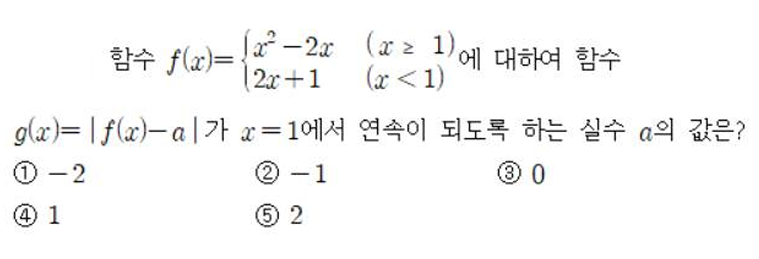 함수 f(x)= { x² − 2x (x ≥ 1)
2x+1 (x < 1) 에 대하여 함수
g(x)= | f(x)−a | 가 x = 1에서 연속이 되도록 하는 실수 a의 값은?
① −2 ② −1 ③ 0
④ 1 ⑤ 2